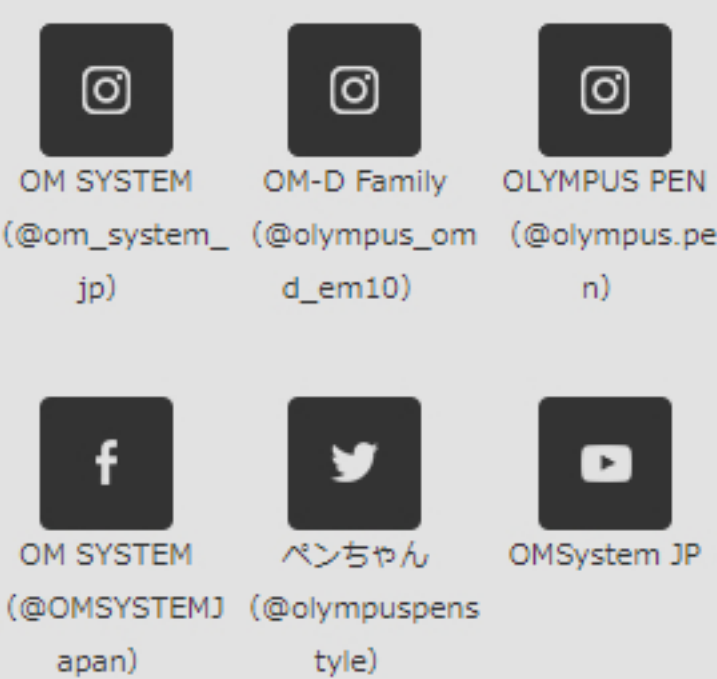 OM SYSTEM
（@om_system_
jp）
OM-D Family
（@olympus_om
d_em10）
OLYMPUS PEN
（@olympus.pe
n）
OM SYSTEM
（@OMSYSTEMJ
apan）
ペンちゃん
（@olympuspens
tyle）
OMSystem JP